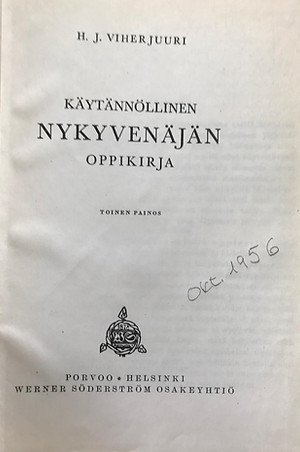 H. J. VIHERJUURI
KÄYTÄNNÖLLINEN
NYKYVENÄJÄN
OPPIKIRJA
TOINEN PAINOS
okt. 1956
PORVOO • HELSINKI
WERNER SÖDERSTRÖM OSAKEYHTIÖ